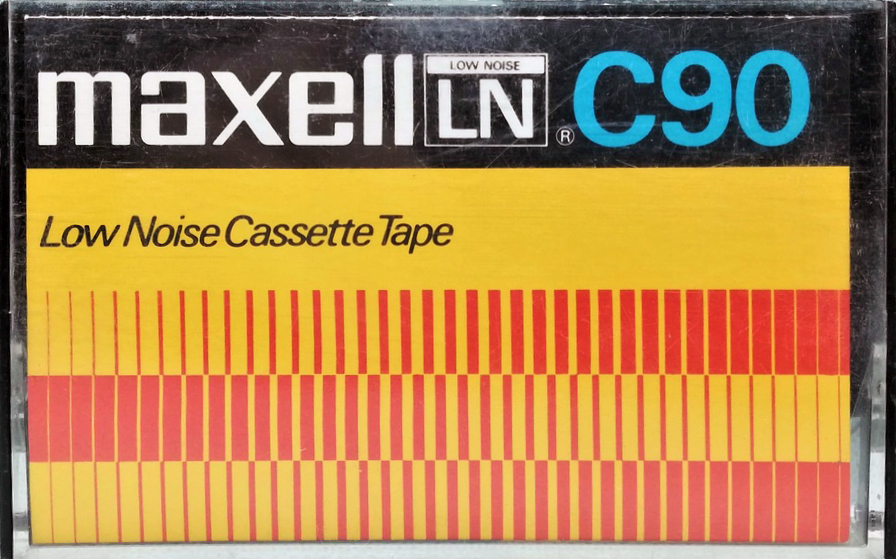 maxell LOW NOISE LN ® C90
Low Noise Cassette Tape